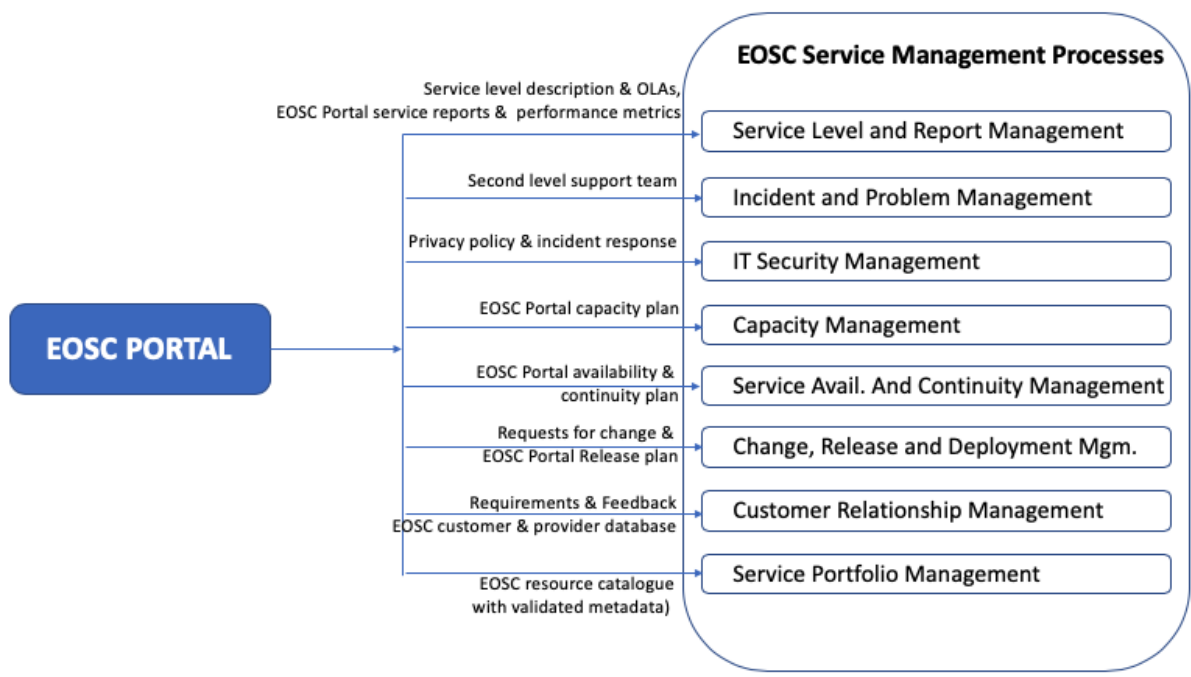 EOSC Service Management Processes
Service level description & OLAs,
EOSC Portal service reports & performance metrics
Service Level and Report Management
Second level support team
Incident and Problem Management
Privacy policy & incident response
IT Security Management
EOSC Portal capacity plan
Capacity Management
EOSC PORTAL
EOSC Portal availability &
continuity plan
Service Avail. And Continuity Management
Requests for change &
EOSC Portal Release plan
Change, Release and Deployment Mgm.
Requirements & Feedback
EOSC customer & provider database
Customer Relationship Management
EOSC resource catalogue
with validated metadata)
Service Portfolio Management